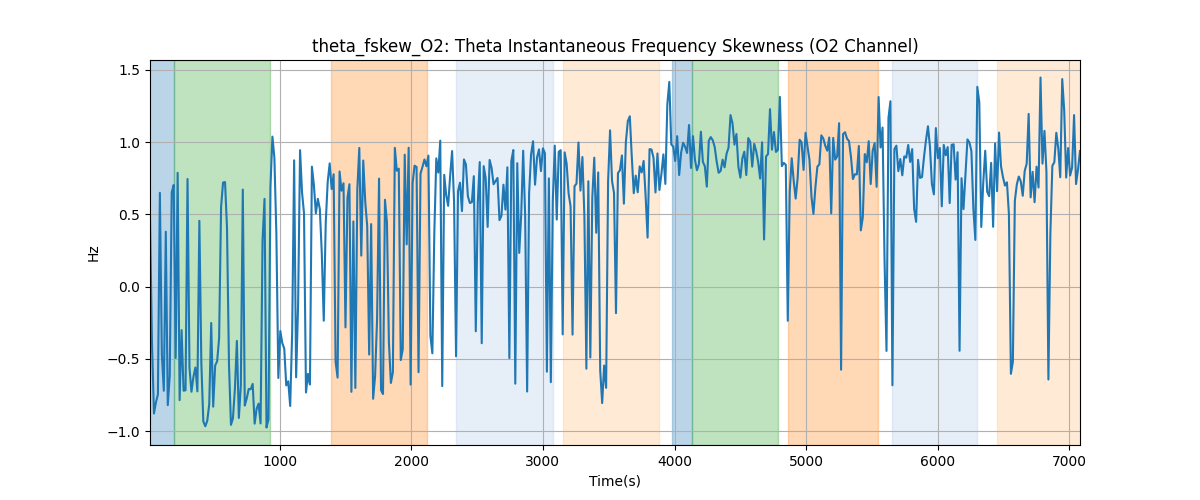 theta_fskew_O2: Theta Instantaneous Frequency Skewness (O2 Channel)
1.5
1.0
0.5
0.0
−0.5
−1.0
Hz
1000 2000 3000 4000 5000 6000 7000
Time(s)